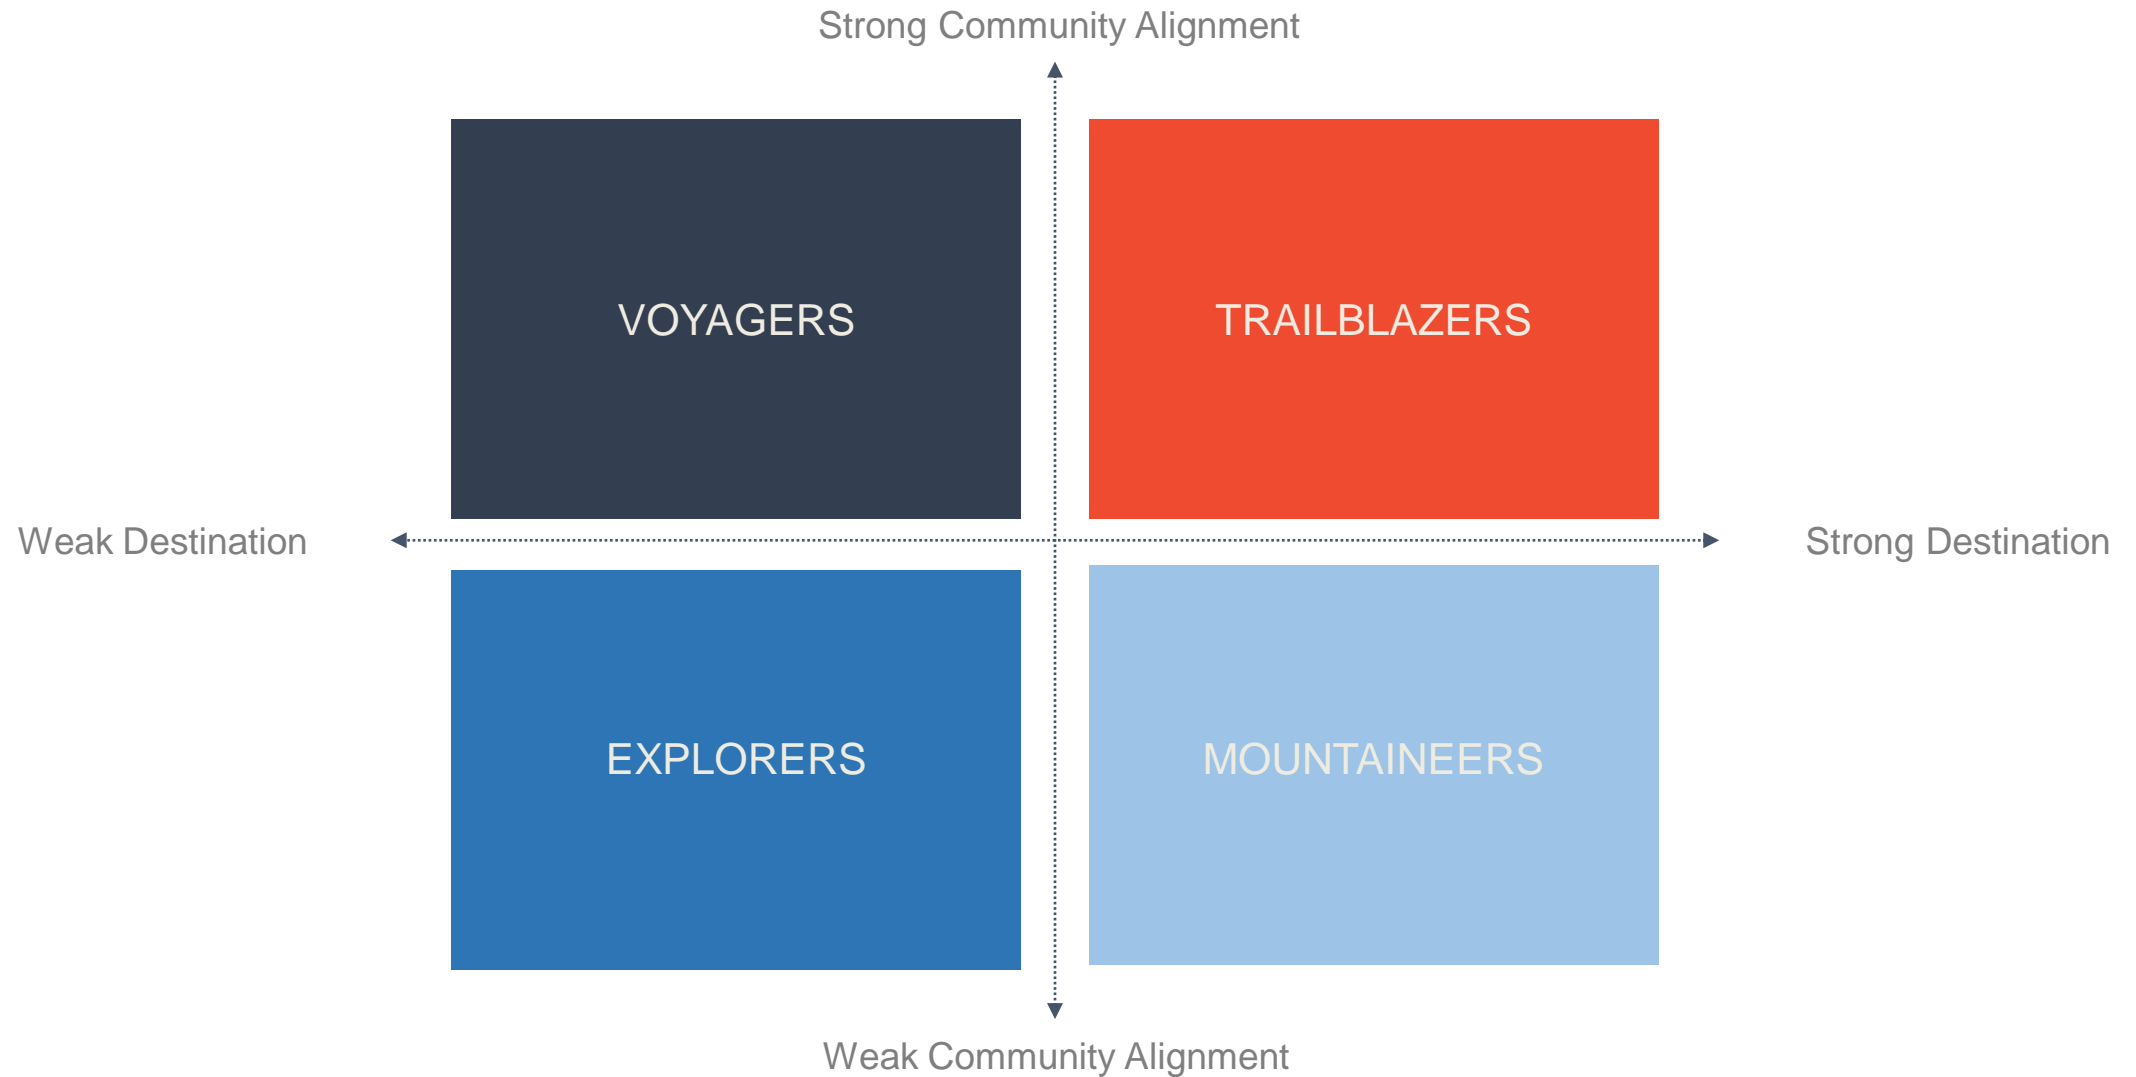 Strong Community Alignment
VOYAGERS
TRAILBLAZERS
Weak Destination
Strong Destination
EXPLORERS
MOUNTAINEERS
Weak Community Alignment